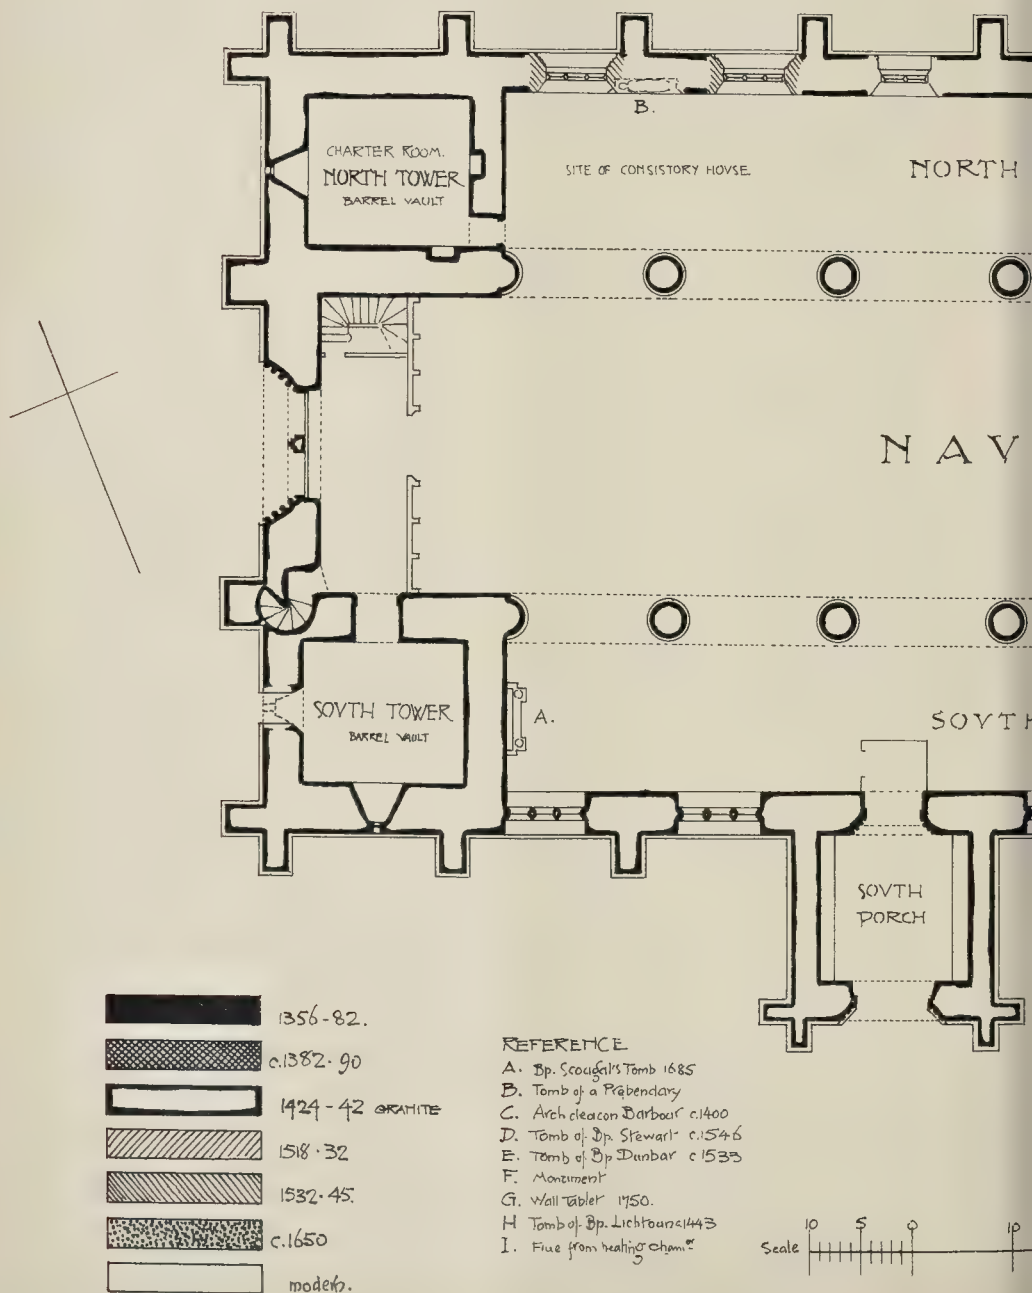 B.
CHARTER ROOM.
NORTH TOWER
BARREL VAULT
SITE OF CONSISTORY HOVSE
NORTH
NAV
SOVTH TOWER
BARREL VAULT
A.
SOVTH
SOVTH
PORCH
1356-82.
c.1382-90
1424-42 GRANITE
1518-32
1532-45.
c.1650
modern.
REFERENCE
A. Bp. Scougal's Tomb 1685
B. Tomb of a Prebendary
C. Archdeacon Barbour c.1400
D. Tomb of Bp. Stewart c.1546
E. Tomb of Bp Dunbar c 1533
F. Monument
G. Wall Tablet 1750.
H Tomb of Bp. Lichtoun c1443
I. Flue from heating chamr
Scale 10 5 0 10